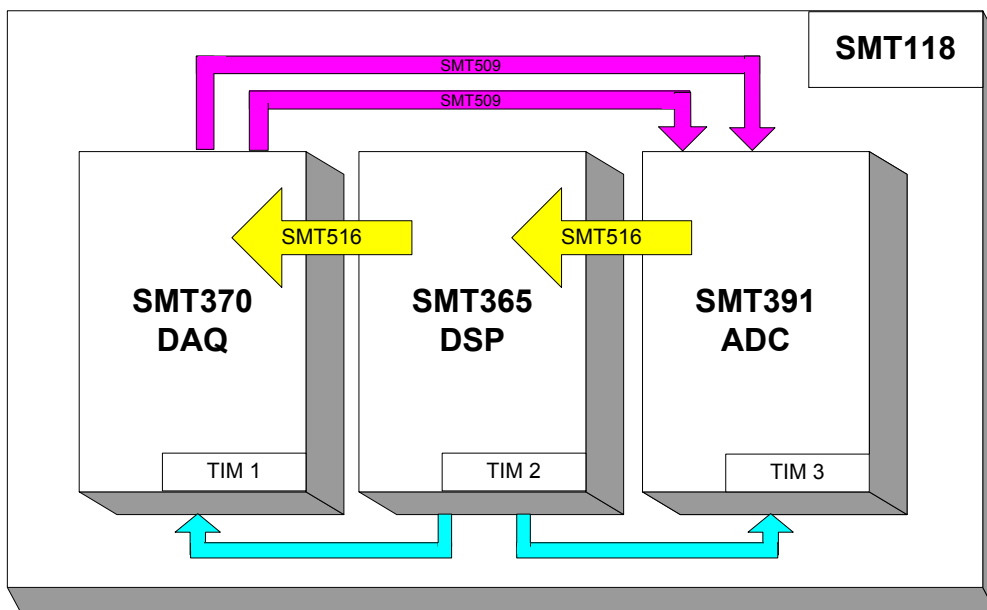 SMT118
SMT509
SMT509
SMT516
SMT516
SMT370
DAQ
SMT365
DSP
SMT391
ADC
TIM 1
TIM 2
TIM 3